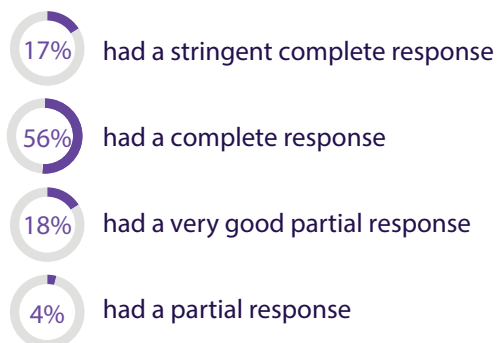 17% had a stringent complete response
56% had a complete response
18% had a very good partial response
4% had a partial response